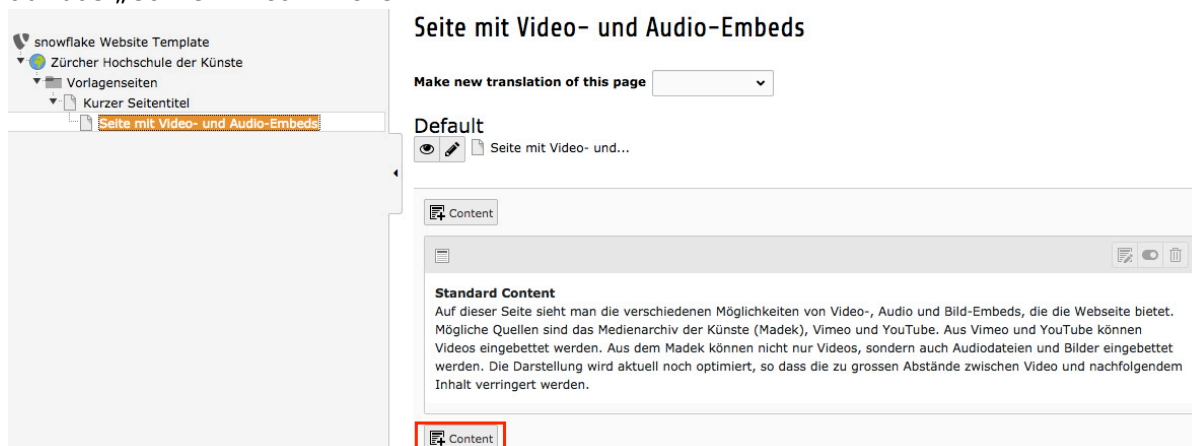 snowflake Website Template
Zürcher Hochschule der Künste
Vorlagenseiten
Kurzer Seitentitel
Seite mit Video- und Audio-Embeds
Seite mit Video- und Audio-Embeds
Make new translation of this page
Default
Seite mit Video- und...
Content
Standard Content
Auf dieser Seite sieht man die verschiedenen Möglichkeiten von Video-, Audio und Bild-Embeds, die die Webseite bietet.
Mögliche Quellen sind das Medienarchiv der Künste (Madek), Vimeo und YouTube. Aus Vimeo und YouTube können
Videos eingebettet werden. Aus dem Madek können nicht nur Videos, sondern auch Audiodateien und Bilder eingebettet
werden. Die Darstellung wird aktuell noch optimiert, so dass die zu grossen Abstände zwischen Video und nachfolgendem
Inhalt verringert werden.
Content